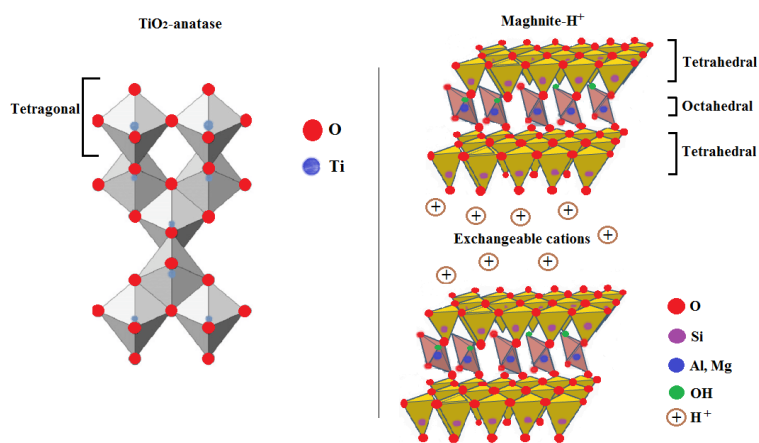 TiO₂-anatase
Tetragonal
O
Ti
Maghnite-H⁺
Tetrahedral
Octahedral
Tetrahedral
+ + + + +
Exchangeable cations
+ + +
O
Si
Al, Mg
OH
+ H⁺